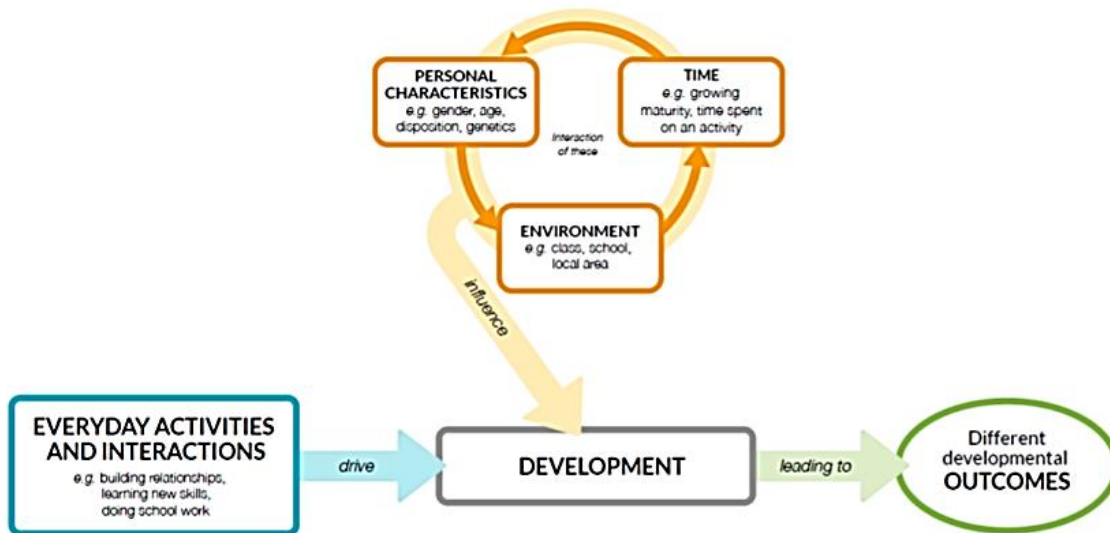 PERSONAL
CHARACTERISTICS
e.g. gender, age,
disposition, genetics
TIME
e.g. growing
maturity, time spent
on an activity
Interaction
of these
ENVIRONMENT
e.g. class, school,
local area
influence
EVERYDAY ACTIVITIES
AND INTERACTIONS
e.g. building relationships,
learning new skills,
doing school work
drive
DEVELOPMENT
leading to
Different
developmental
OUTCOMES